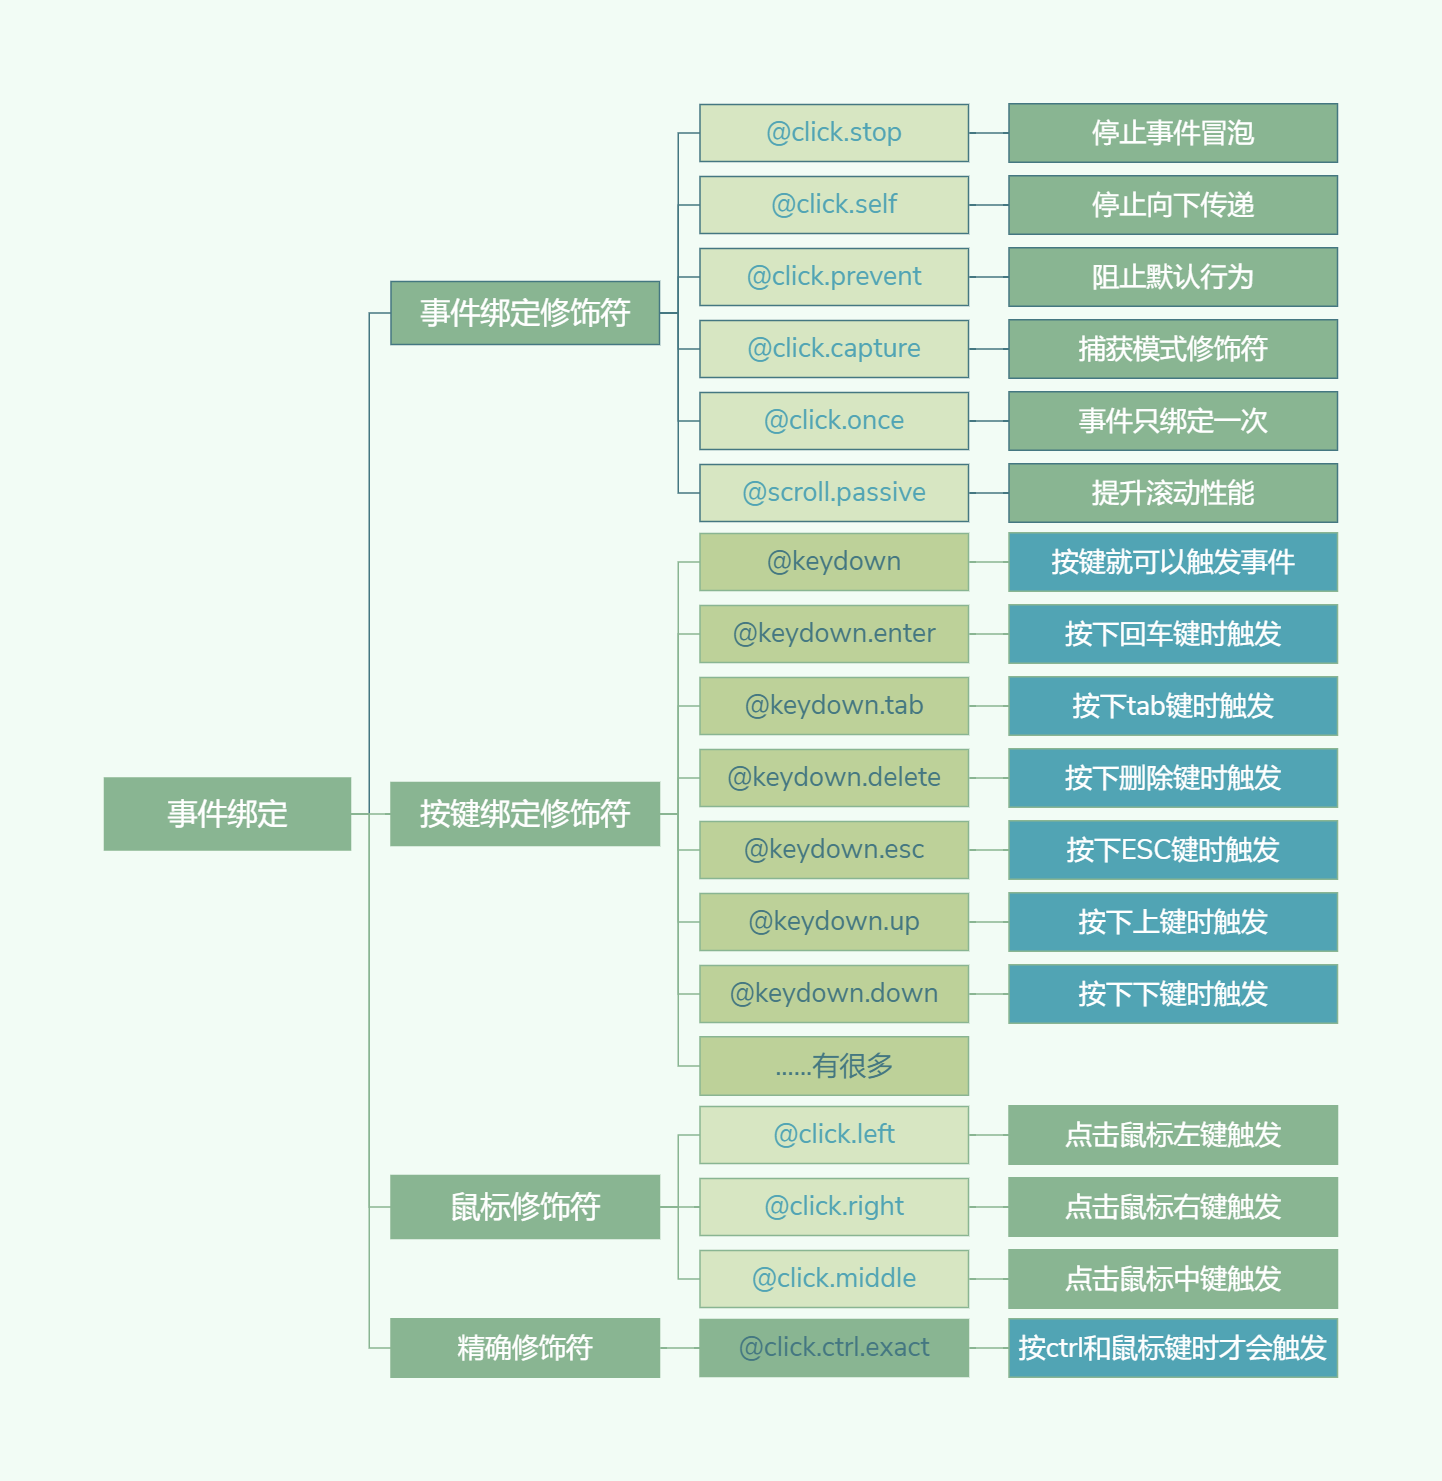 事件绑定
事件绑定修饰符
@click.stop
停止事件冒泡
@click.self
停止向下传递
@click.prevent
阻止默认行为
@click.capture
捕获模式修饰符
@click.once
事件只绑定一次
@scroll.passive
提升滚动性能
按键绑定修饰符
@keydown
按键就可以触发事件
@keydown.enter
按下回车键时触发
@keydown.tab
按下tab键时触发
@keydown.delete
按下删除键时触发
@keydown.esc
按下ESC键时触发
@keydown.up
按下上键时触发
@keydown.down
按下下键时触发
......有很多
鼠标修饰符
@click.left
点击鼠标左键触发
@click.right
点击鼠标右键触发
@click.middle
点击鼠标中键触发
精确修饰符
@click.ctrl.exact
按ctrl和鼠标键时才会触发